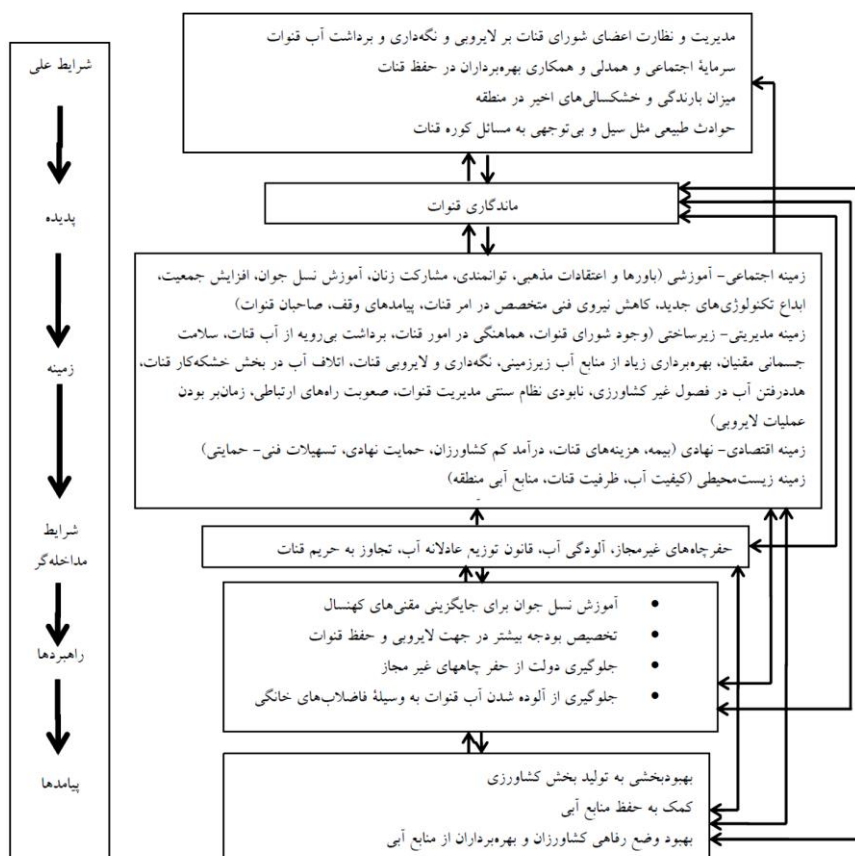 شرایط علی
پدیده
زمینه
شرایط
مداخله‌گر
راهبردها
پیامدها
مدیریت و نظارت اعضای شورای قنات بر لایروبی و نگه‌داری و برداشت آب قنوات
سرمایۀ اجتماعی و همدلی و همکاری بهره‌برداران در حفظ قنات
میزان بارندگی و خشکسالی‌های اخیر در منطقه
حوادث طبیعی مثل سیل و بی‌توجهی به مسائل کوره قنات
ماندگاری قنوات
زمینه اجتماعی- آموزشی (باورها و اعتقادات مذهبی، توانمندی، مشارکت زنان، آموزش نسل جوان، افزایش جمعیت،
ابداع تکنولوژی‌های جدید، کاهش نیروی فنی متخصص در امر قنات، پیامدهای وقف، صاحبان قنوات)
زمینه مدیریتی- زیرساختی (وجود شورای قنوات، هماهنگی در امور قنات، برداشت بی‌رویه از آب قنات، سلامت
جسمانی مقنیان، بهره‌برداری زیاد از منابع آب زیرزمینی، نگه‌داری و لایروبی قنات، اتلاف آب در بخش خشکه‌کار قنات،
هدررفتن آب در فصول غیر کشاورزی، نابودی نظام سنتی مدیریت قنوات، صعوبت راه‌های ارتباطی، زمان‌بر بودن
عملیات لایروبی)
زمینه اقتصادی- نهادی (بیمه، هزینه‌های قنات، درآمد کم کشاورزان، حمایت نهادی، تسهیلات فنی- حمایتی)
زمینه زیست‌محیطی (کیفیت آب، ظرفیت قنات، منابع آبی منطقه)
حفرچاه‌های غیرمجاز، آلودگی آب، قانون توزیع عادلانه آب، تجاوز به حریم قنات
• آموزش نسل جوان برای جایگزینی مقنی‌های کهنسال
• تخصیص بودجه بیشتر در جهت لایروبی و حفظ قنوات
• جلوگیری دولت از حفر چاههای غیر مجاز
• جلوگیری از آلوده شدن آب قنوات به وسیلۀ فاضلاب‌های خانگی
بهبودبخشی به تولید بخش کشاورزی
کمک به حفظ منابع آبی
بهبود وضع رفاهی کشاورزان و بهره‌برداران از منابع آبی